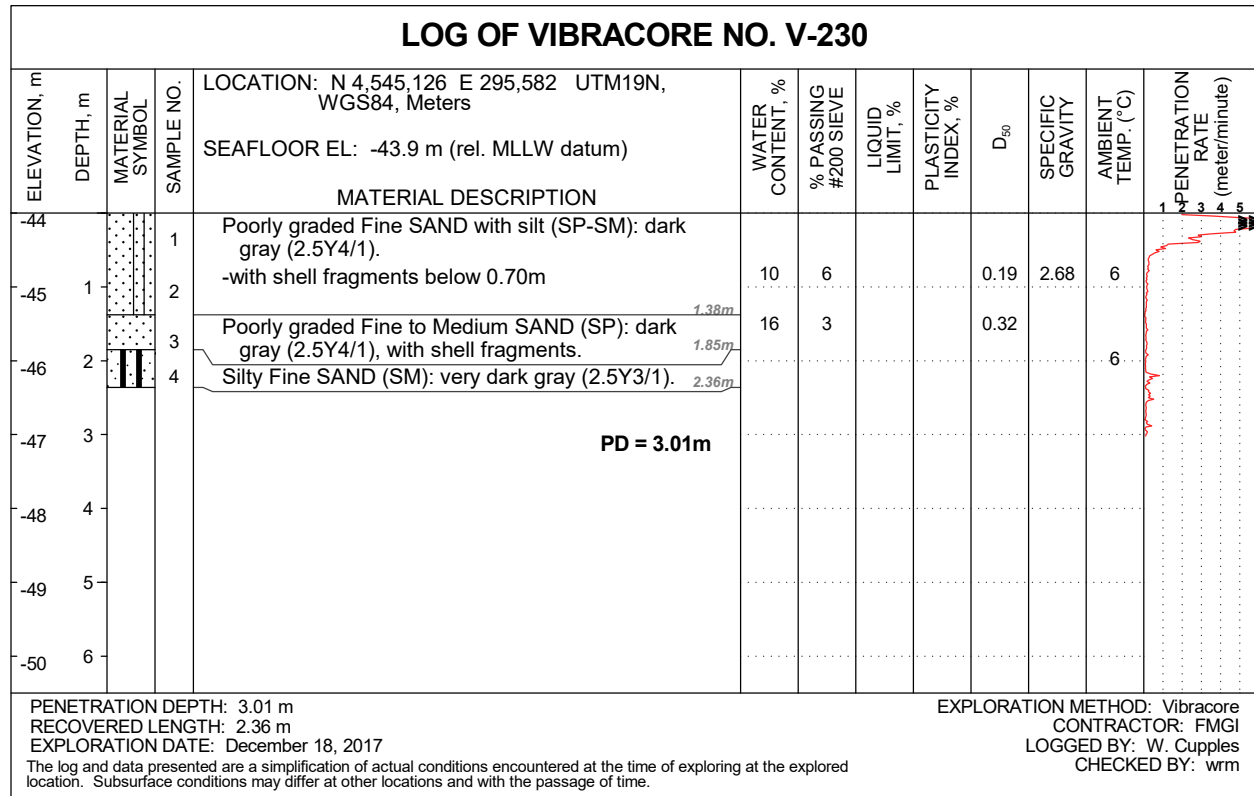 LOG OF VIBRACORE NO. V-230
ELEVATION, m
DEPTH, m
MATERIAL
SYMBOL
SAMPLE NO.
LOCATION: N 4,545,126 E 295,582 UTM19N,
WGS84, Meters
SEAFLOOR EL: -43.9 m (rel. MLLW datum)
MATERIAL DESCRIPTION
WATER
CONTENT, %
% PASSING
#200 SIEVE
LIQUID
LIMIT, %
PLASTICITY
INDEX, %
D50
SPECIFIC
GRAVITY
AMBIENT
TEMP. (°C)
PENETRATION
RATE
(meter/minute)
1 2 3 4 5
-44
1 Poorly graded Fine SAND with silt (SP-SM): dark
gray (2.5Y4/1).
-with shell fragments below 0.70m 10 6 0.19 2.68 6
-45 1 2
1.38m
Poorly graded Fine to Medium SAND (SP): dark 16 3 0.32
3 gray (2.5Y4/1), with shell fragments. 1.85m
-46 2 6
4 Silty Fine SAND (SM): very dark gray (2.5Y3/1). 2.36m
-47 3 PD = 3.01m
-48 4
-49 5
-50 6
PENETRATION DEPTH: 3.01 m
RECOVERED LENGTH: 2.36 m
EXPLORATION DATE: December 18, 2017
The log and data presented are a simplification of actual conditions encountered at the time of exploring at the explored
location. Subsurface conditions may differ at other locations and with the passage of time.
EXPLORATION METHOD: Vibracore
CONTRACTOR: FMGI
LOGGED BY: W. Cupples
CHECKED BY: wrm